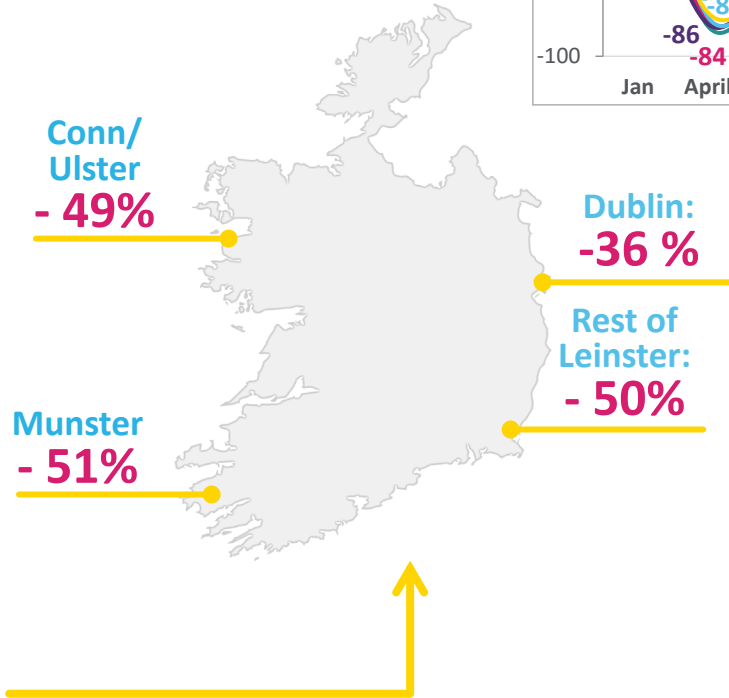 -86
-84
-100
Jan April
Conn/
Ulster
- 49%
Dublin:
-36 %
Rest of
Leinster:
- 50%
Munster
- 51%